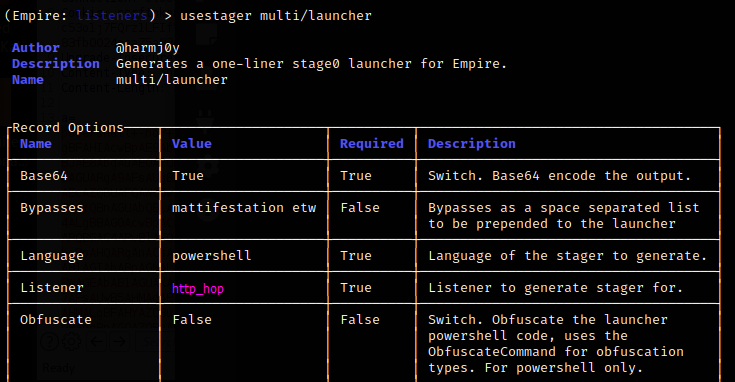 (Empire: listeners) > usestager multi/launcher
Author @harmj0y
Description Generates a one-liner stage0 launcher for Empire.
Name multi/launcher
Record Options
Name Value Required Description
Base64 True True Switch. Base64 encode the output.
Bypasses mattifestation etw False Bypasses as a space separated list
to be prepended to the launcher
Language powershell True Language of the stager to generate.
Listener http_hop True Listener to generate stager for.
Obfuscate False False Switch. Obfuscate the launcher
powershell code, uses the
ObfuscateCommand for obfuscation
types. For powershell only.